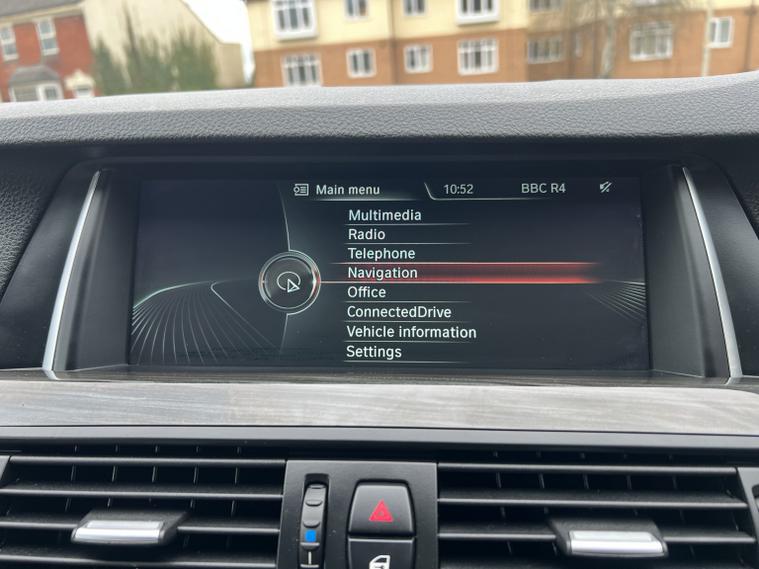 Main menu 10:52 BBC R4
Multimedia
Radio
Telephone
Navigation
Office
ConnectedDrive
Vehicle information
Settings